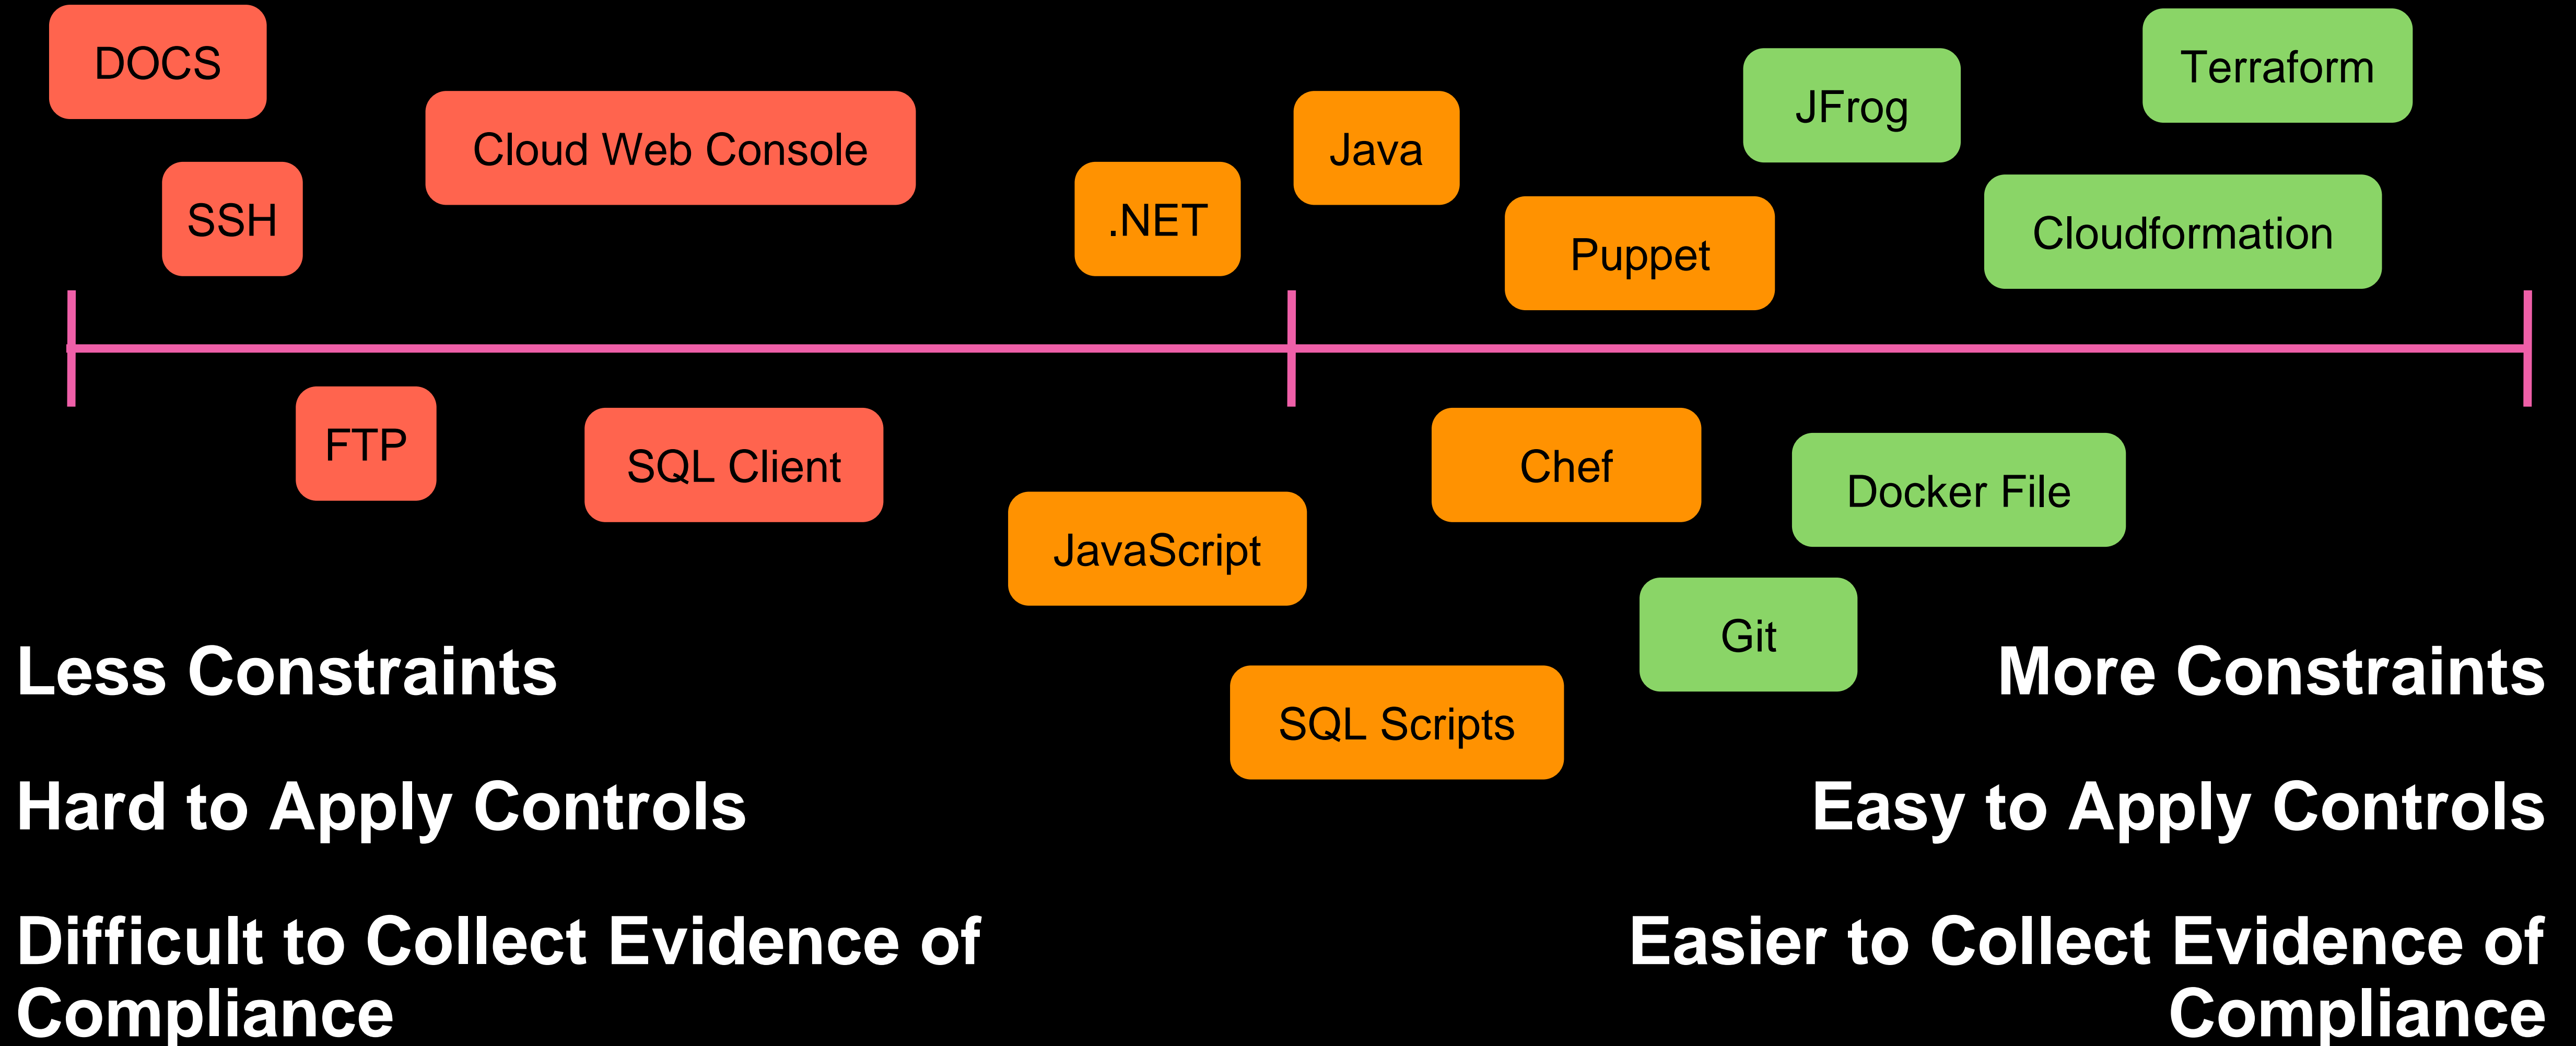 DOCS
Terraform
JFrog
Cloud Web Console
Java
SSH
.NET
Puppet
Cloudformation
FTP
SQL Client
Chef
Docker File
JavaScript
Git
SQL Scripts
Less Constraints
More Constraints
Hard to Apply Controls
Easy to Apply Controls
Difficult to Collect Evidence of
Compliance
Easier to Collect Evidence of
Compliance